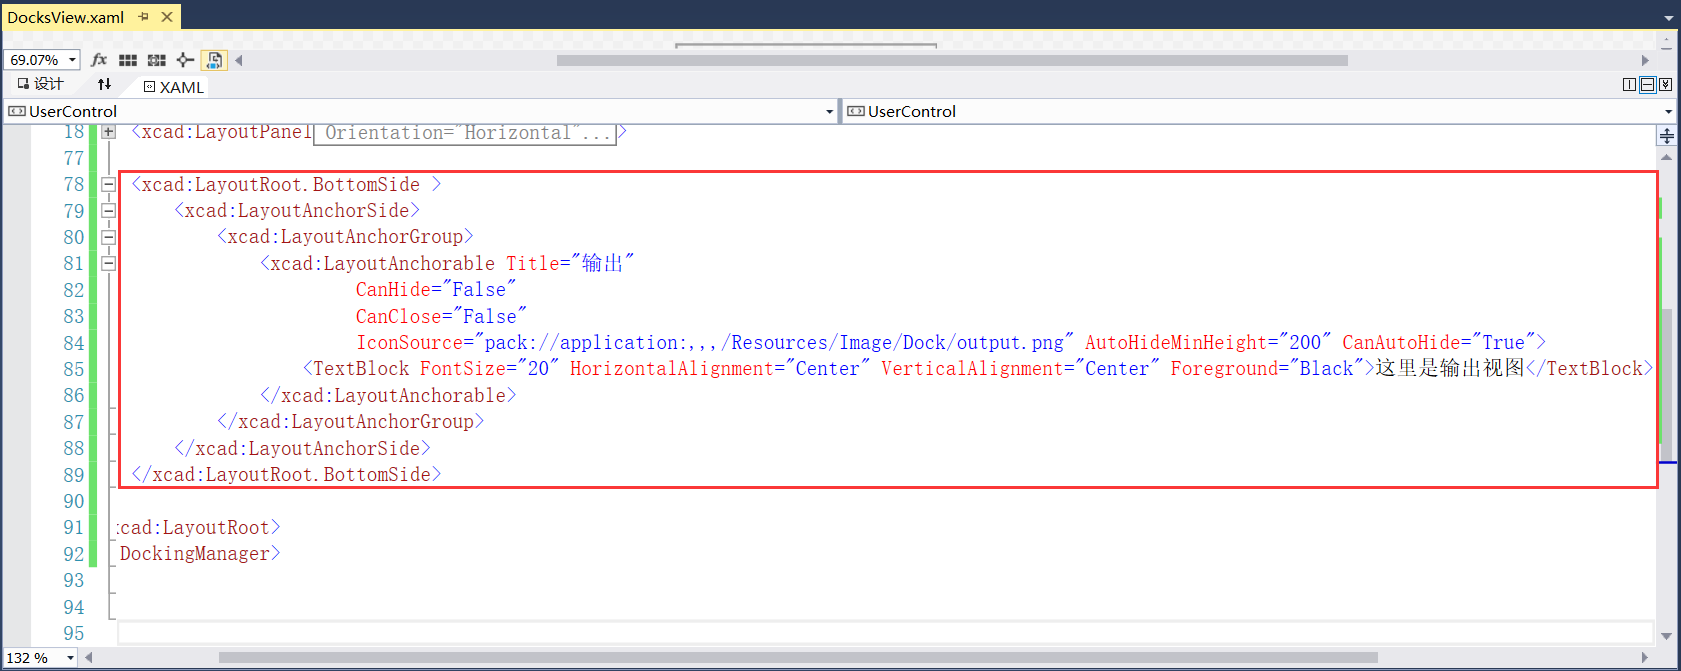 DocksView.xaml
69.07% fx
设计 XAML
UserControl UserControl
18 <xcad:LayoutPanel Orientation="Horizontal"...>
77
78 <xcad:LayoutRoot.BottomSide >
79 <xcad:LayoutAnchorSide>
80 <xcad:LayoutAnchorGroup>
81 <xcad:LayoutAnchorable Title="输出"
82 CanHide="False"
83 CanClose="False"
84 IconSource="pack://application:,,,/Resources/Image/Dock/output.png" AutoHideMinHeight="200" CanAutoHide="True">
85 <TextBlock FontSize="20" HorizontalAlignment="Center" VerticalAlignment="Center" Foreground="Black">这里是输出视图</TextBlock>
86 </xcad:LayoutAnchorable>
87 </xcad:LayoutAnchorGroup>
88 </xcad:LayoutAnchorSide>
89 </xcad:LayoutRoot.BottomSide>
90
91 xcad:LayoutRoot>
92 DockingManager>
93
94
95
132 %